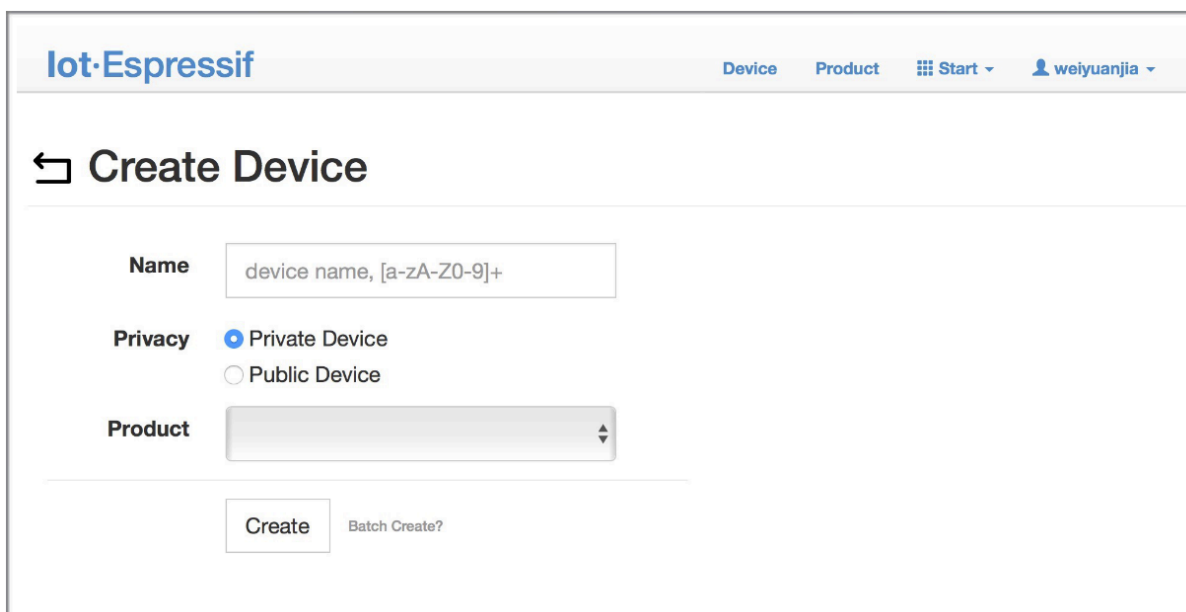 Iot·Espressif
Device Product Start weiyuanjia
Create Device
Name device name, [a-zA-Z0-9]+
Privacy Private Device
Public Device
Product
Create Batch Create?